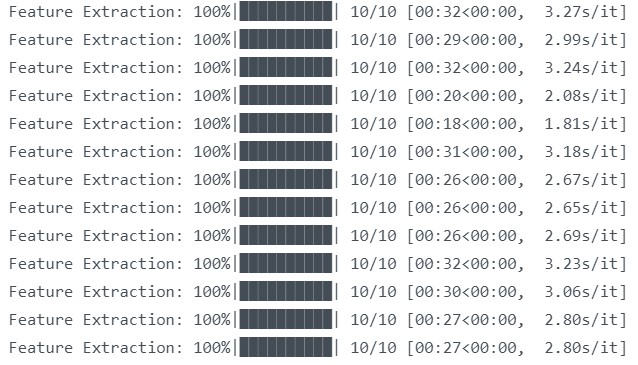 Feature Extraction: 100%|██████████| 10/10 [00:32<00:00,  3.27s/it]
Feature Extraction: 100%|██████████| 10/10 [00:29<00:00,  2.99s/it]
Feature Extraction: 100%|██████████| 10/10 [00:32<00:00,  3.24s/it]
Feature Extraction: 100%|██████████| 10/10 [00:20<00:00,  2.08s/it]
Feature Extraction: 100%|██████████| 10/10 [00:18<00:00,  1.81s/it]
Feature Extraction: 100%|██████████| 10/10 [00:31<00:00,  3.18s/it]
Feature Extraction: 100%|██████████| 10/10 [00:26<00:00,  2.67s/it]
Feature Extraction: 100%|██████████| 10/10 [00:26<00:00,  2.65s/it]
Feature Extraction: 100%|██████████| 10/10 [00:26<00:00,  2.69s/it]
Feature Extraction: 100%|██████████| 10/10 [00:32<00:00,  3.23s/it]
Feature Extraction: 100%|██████████| 10/10 [00:30<00:00,  3.06s/it]
Feature Extraction: 100%|██████████| 10/10 [00:27<00:00,  2.80s/it]
Feature Extraction: 100%|██████████| 10/10 [00:27<00:00,  2.80s/it]